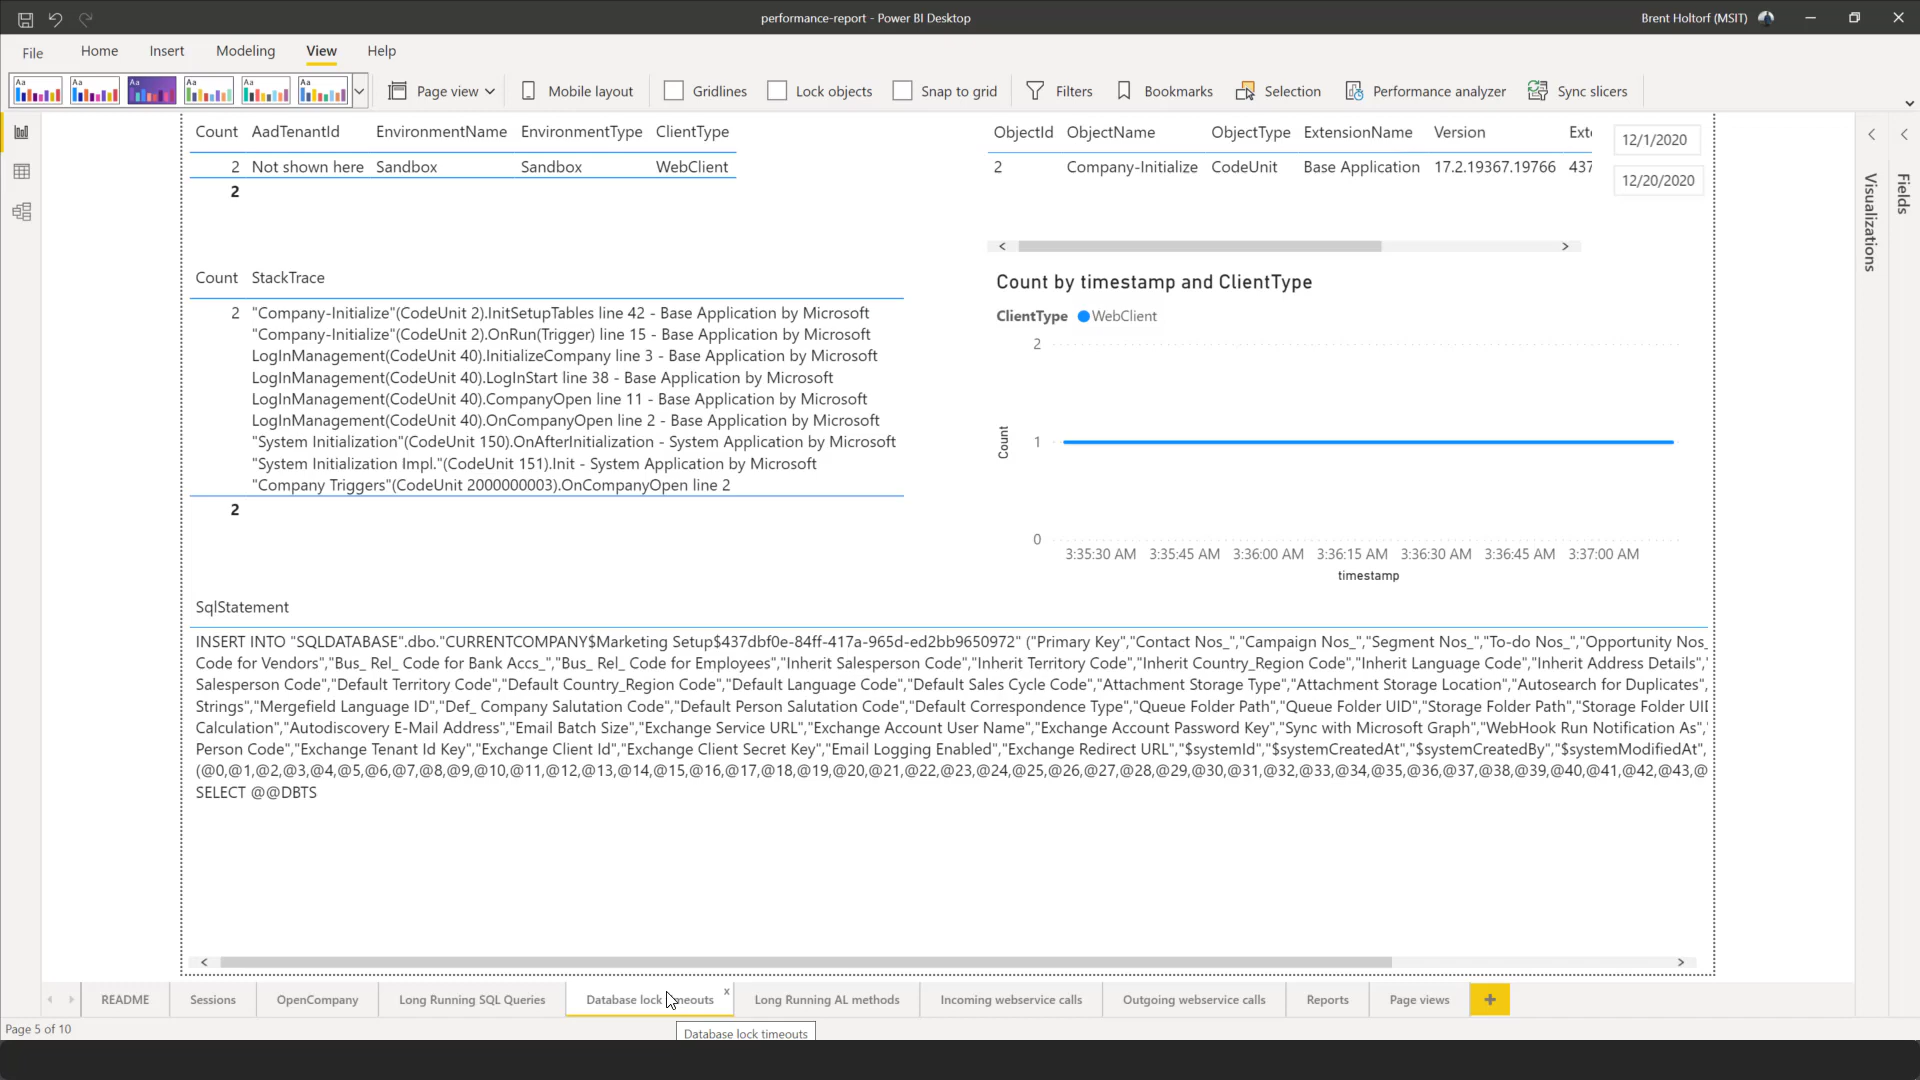 performance-report - Power BI Desktop
Brent Holtorf (MSIT)
File
Home
Insert
Modeling
View
Help
Aa
Aa
Aa
Aa
Aa
Aa
Page view
Mobile layout
Gridlines
Lock objects
Snap to grid
Filters
Bookmarks
Selection
Performance analyzer
Sync slicers
Count AadTenantId EnvironmentName EnvironmentType ClientType
2 Not shown here Sandbox Sandbox WebClient
2
ObjectId ObjectName ObjectType ExtensionName Version Exte
2 Company-Initialize CodeUnit Base Application 17.2.19367.19766 437
12/1/2020
12/20/2020
Visualizations
Fields
Count StackTrace
2 "Company-Initialize"(CodeUnit 2).InitSetupTables line 42 - Base Application by Microsoft
"Company-Initialize"(CodeUnit 2).OnRun(Trigger) line 15 - Base Application by Microsoft
LogInManagement(CodeUnit 40).InitializeCompany line 3 - Base Application by Microsoft
LogInManagement(CodeUnit 40).LogInStart line 38 - Base Application by Microsoft
LogInManagement(CodeUnit 40).CompanyOpen line 11 - Base Application by Microsoft
LogInManagement(CodeUnit 40).OnCompanyOpen line 2 - Base Application by Microsoft
"System Initialization"(CodeUnit 150).OnAfterInitialization - System Application by Microsoft
"System Initialization Impl."(CodeUnit 151).Init - System Application by Microsoft
"Company Triggers"(CodeUnit 2000000003).OnCompanyOpen line 2
2
Count by timestamp and ClientType
ClientType WebClient
2
1
0
Count
3:35:30 AM 3:35:45 AM 3:36:00 AM 3:36:15 AM 3:36:30 AM 3:36:45 AM 3:37:00 AM
timestamp
SqlStatement
INSERT INTO "SQLDATABASE".dbo."CURRENTCOMPANY$Marketing Setup$437dbf0e-84ff-417a-965d-ed2bb9650972" ("Primary Key","Contact Nos_","Campaign Nos_","Segment Nos_","To-do Nos_","Opportunity Nos_
Code for Vendors","Bus_ Rel_ Code for Bank Accs_","Bus_ Rel_ Code for Employees","Inherit Salesperson Code","Inherit Territory Code","Inherit Country_Region Code","Inherit Language Code","Inherit Address Details","
Salesperson Code","Default Territory Code","Default Country_Region Code","Default Language Code","Default Sales Cycle Code","Attachment Storage Type","Attachment Storage Location","Autosearch for Duplicates",
Strings","Mergefield Language ID","Def_ Company Salutation Code","Default Person Salutation Code","Default Correspondence Type","Queue Folder Path","Queue Folder UID","Storage Folder Path","Storage Folder UID
Calculation","Autodiscovery E-Mail Address","Email Batch Size","Exchange Service URL","Exchange Account User Name","Exchange Account Password Key","Sync with Microsoft Graph","WebHook Run Notification As","
Person Code","Exchange Tenant Id Key","Exchange Client Id","Exchange Client Secret Key","Email Logging Enabled","Exchange Redirect URL","$systemId","$systemCreatedAt","$systemCreatedBy","$systemModifiedAt",
(@0,@1,@2,@3,@4,@5,@6,@7,@8,@9,@10,@11,@12,@13,@14,@15,@16,@17,@18,@19,@20,@21,@22,@23,@24,@25,@26,@27,@28,@29,@30,@31,@32,@33,@34,@35,@36,@37,@38,@39,@40,@41,@42,@43,@
SELECT @@DBTS
README
Sessions
OpenCompany
Long Running SQL Queries
Database lock meouts
x
Long Running AL methods
Incoming webservice calls
Outgoing webservice calls
Reports
Page views
+
Page 5 of 10
Database lock timeouts